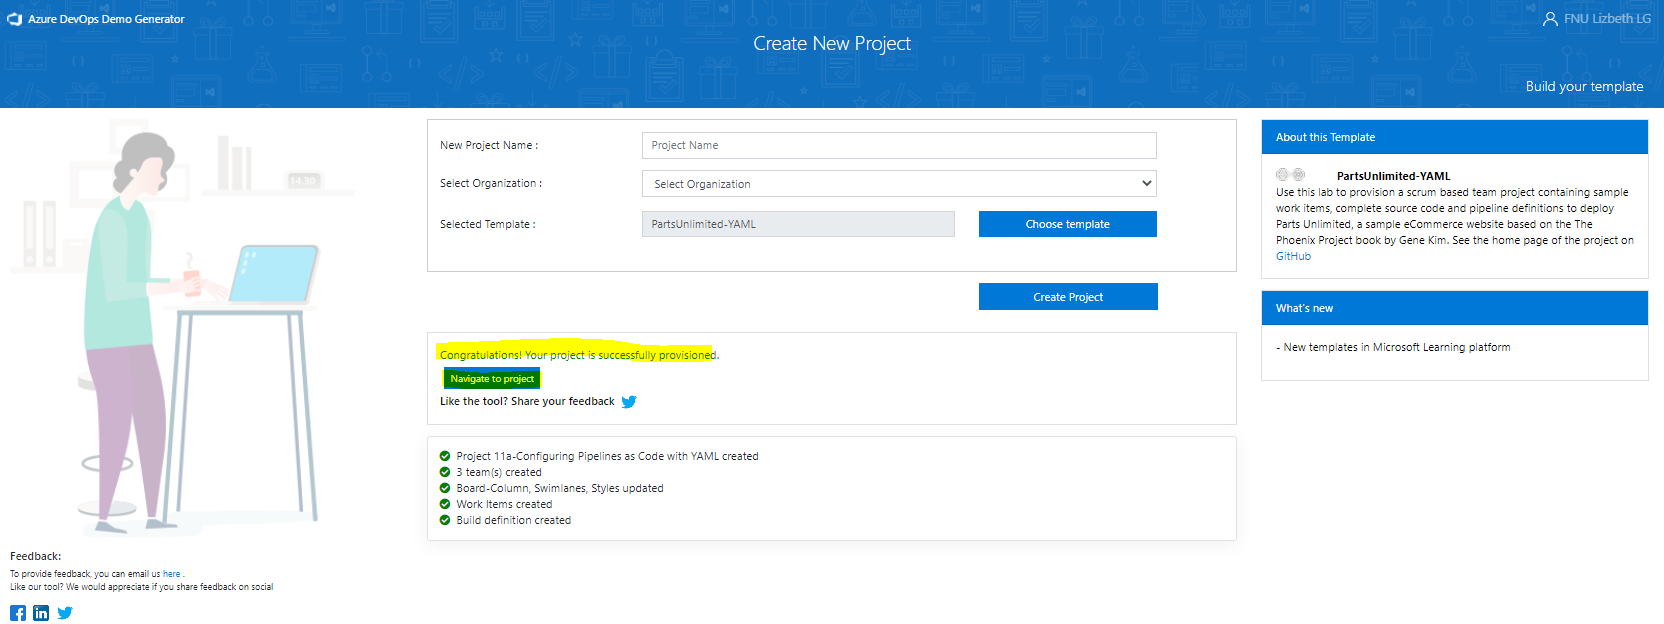 Azure DevOps Demo Generator
FNU Lizbeth LG
Create New Project
Build your template
14:30
New Project Name :
Project Name
Select Organization :
Select Organization
Selected Template :
PartsUnlimited-YAML
Choose template
Create Project
Congratulations! Your project is successfully provisioned.
Navigate to project
Like the tool? Share your feedback
Project 11a-Configuring Pipelines as Code with YAML created
3 team(s) created
Board-Column, Swimlanes, Styles updated
Work Items created
Build definition created
About this Template
PartsUnlimited-YAML
Use this lab to provision a scrum based team project containing sample
work items, complete source code and pipeline definitions to deploy
Parts Unlimited, a sample eCommerce website based on the The
Phoenix Project book by Gene Kim. See the home page of the project on
GitHub
What's new
- New templates in Microsoft Learning platform
Feedback:
To provide feedback, you can email us here .
Like our tool? We would appreciate if you share feedback on social